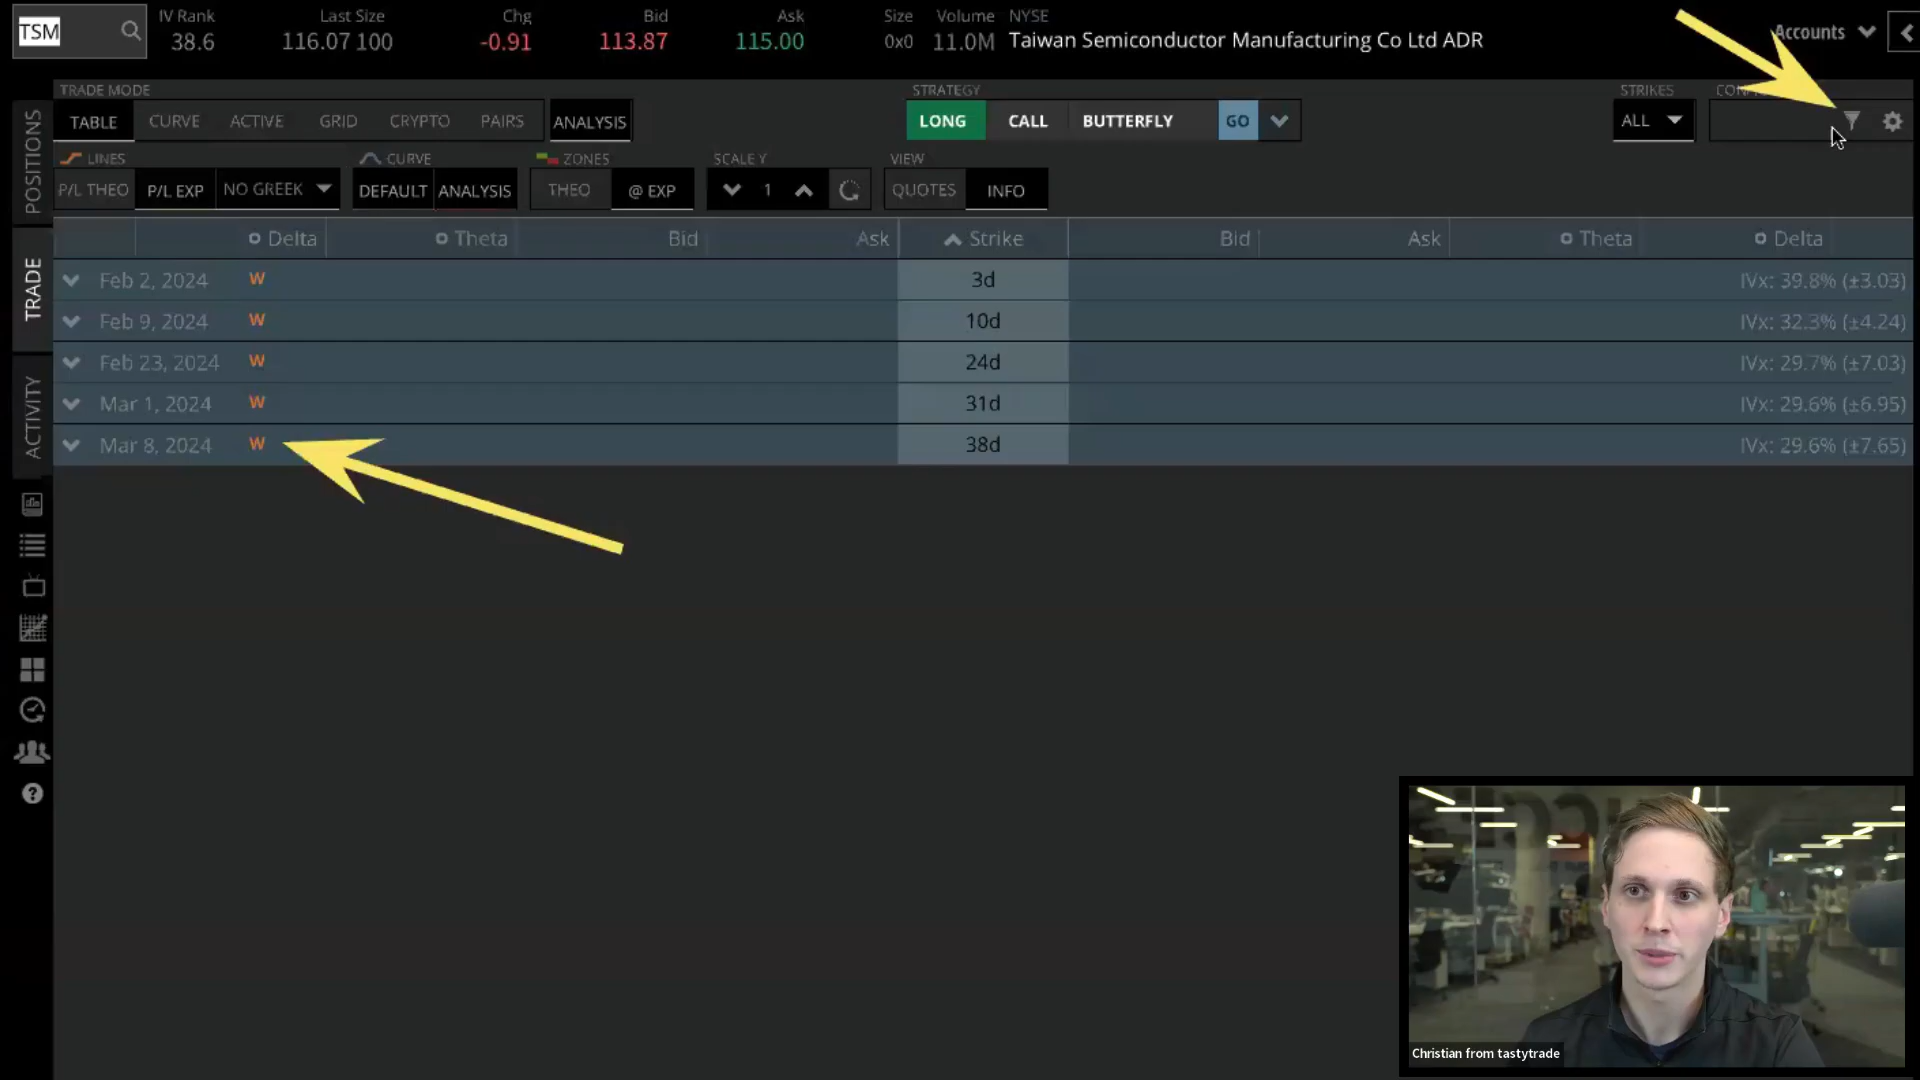 TSM
IV Rank
38.6
Last Size
116.07 100
Chg
-0.91
Bid
113.87
Ask
115.00
Size
0x0
Volume
11.0M
NYSE
Taiwan Semiconductor Manufacturing Co Ltd ADR
Accounts
TRADE MODE
TABLE CURVE ACTIVE GRID CRYPTO PAIRS ANALYSIS
STRATEGY
LONG CALL BUTTERFLY GO
STRIKES
ALL
LINES
P/L THEO P/L EXP NO GREEK
CURVE
DEFAULT ANALYSIS
ZONES
THEO @ EXP
SCALE Y
1
VIEW
QUOTES INFO
POSITIONS
TRADE
ACTIVITY
Delta Theta Bid Ask Strike Bid Ask Theta Delta
Feb 2, 2024 W 3d IVx: 39.8% (±3.03)
Feb 9, 2024 W 10d IVx: 32.3% (±4.24)
Feb 23, 2024 W 24d IVx: 29.7% (±7.03)
Mar 1, 2024 W 31d IVx: 29.6% (±6.95)
Mar 8, 2024 W 38d IVx: 29.6% (±7.65)
Christian from tastytrade